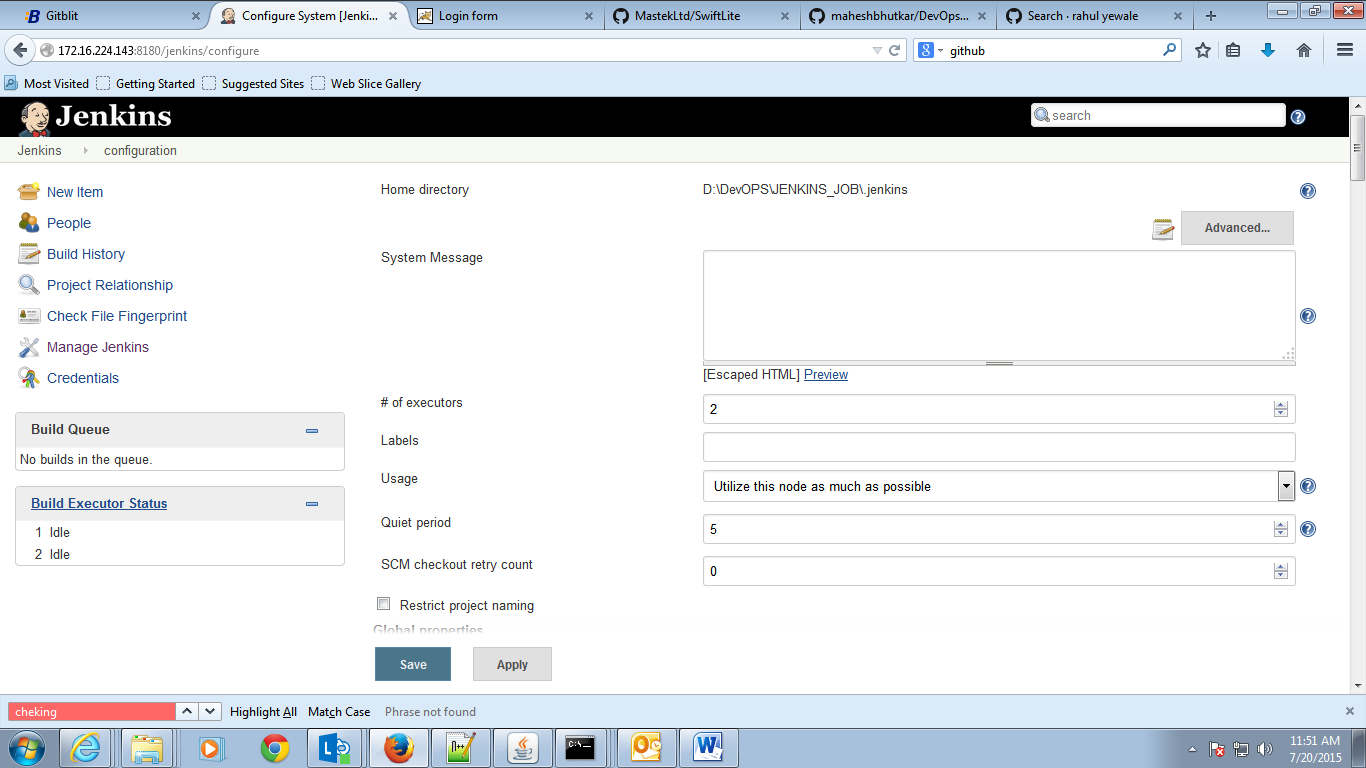 Gitblit
Configure System [Jenki...
Login form
MastekLtd/SwiftLite
maheshbhutkar/DevOps...
Search · rahul yewale
172.16.224.143:8180/jenkins/configure
8 github
Most Visited
Getting Started
Suggested Sites
Web Slice Gallery
Jenkins
search
Jenkins
configuration
New Item
People
Build History
Project Relationship
Check File Fingerprint
Manage Jenkins
Credentials
Build Queue
No builds in the queue.
Build Executor Status
1 Idle
2 Idle
Home directory
D:\DevOPS\JENKINS_JOB\.jenkins
Advanced...
System Message
[Escaped HTML] Preview
# of executors
2
Labels
Usage
Utilize this node as much as possible
Quiet period
5
SCM checkout retry count
0
Restrict project naming
Global properties
Save
Apply
cheking
Highlight All
Match Case
Phrase not found
11:51 AM
7/20/2015